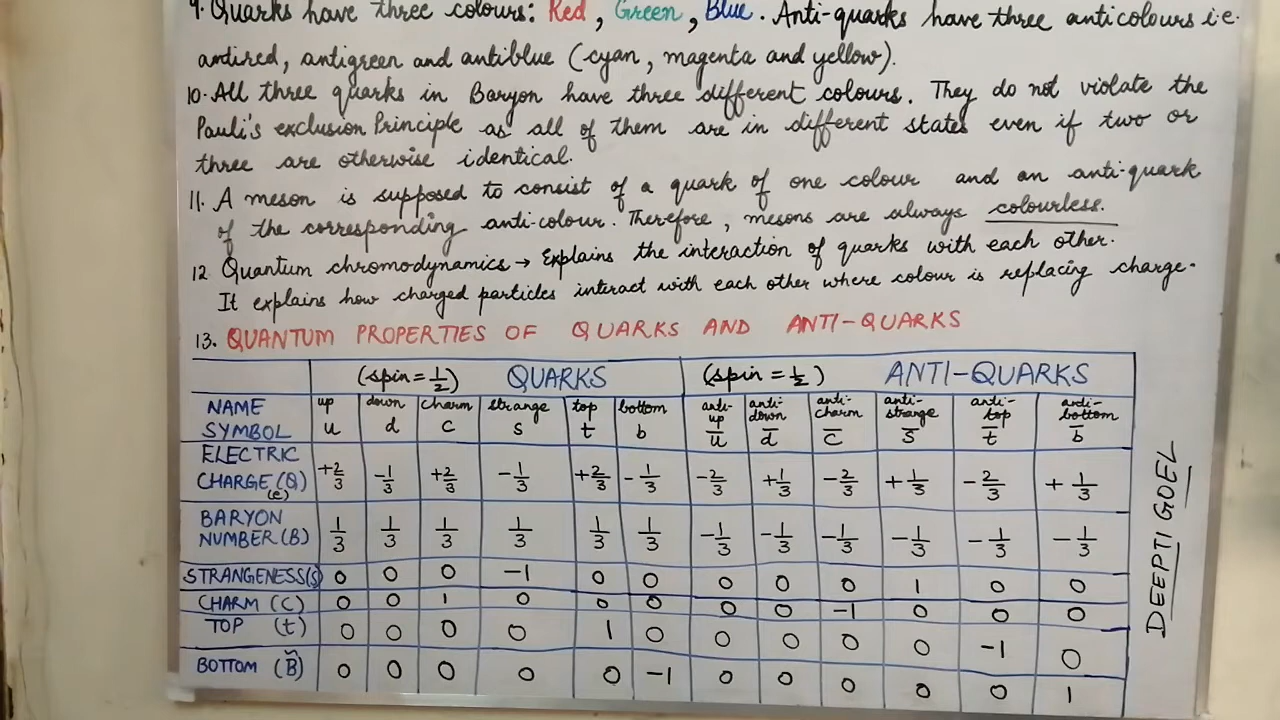 9. Quarks have three colours: Red, Green, Blue. Anti-quarks have three anticolours i.e.
antired, antigreen and antiblue (cyan, magenta and yellow).
10. All three quarks in Baryon have three different colours. They do not violate the
Pauli's exclusion Principle as all of them are in different states even if two or
three are otherwise identical.
11. A meson is supposed to consist of a quark of one colour and an anti-quark
of the corresponding anti-colour. Therefore, mesons are always colourless.
12. Quantum chromodynamics → Explains the interaction of quarks with each other.
It explains how charged particles interact with each other where colour is replacing charge.
13. QUANTUM PROPERTIES OF QUARKS AND ANTI-QUARKS
(spin = 1/2) QUARKS (spin = 1/2) ANTI-QUARKS
NAME up down charm strange top bottom anti-up anti-down anti-charm anti-strange anti-top anti-bottom
SYMBOL u d c s t b u̅ d̅ c̅ s̅ t̅ b̅
ELECTRIC CHARGE (Q) (e) +2/3 -1/3 +2/3 -1/3 +2/3 -1/3 -2/3 +1/3 -2/3 +1/3 -2/3 +1/3
BARYON NUMBER (B) 1/3 1/3 1/3 1/3 1/3 1/3 -1/3 -1/3 -1/3 -1/3 -1/3 -1/3
STRANGENESS(S) 0 0 0 -1 0 0 0 0 0 1 0 0
CHARM (C) 0 0 1 0 0 0 0 0 -1 0 0 0
TOP (t) 0 0 0 0 1 0 0 0 0 0 -1 0
BOTTOM (B̃) 0 0 0 0 0 -1 0 0 0 0 0 1
DEEPTI GOEL